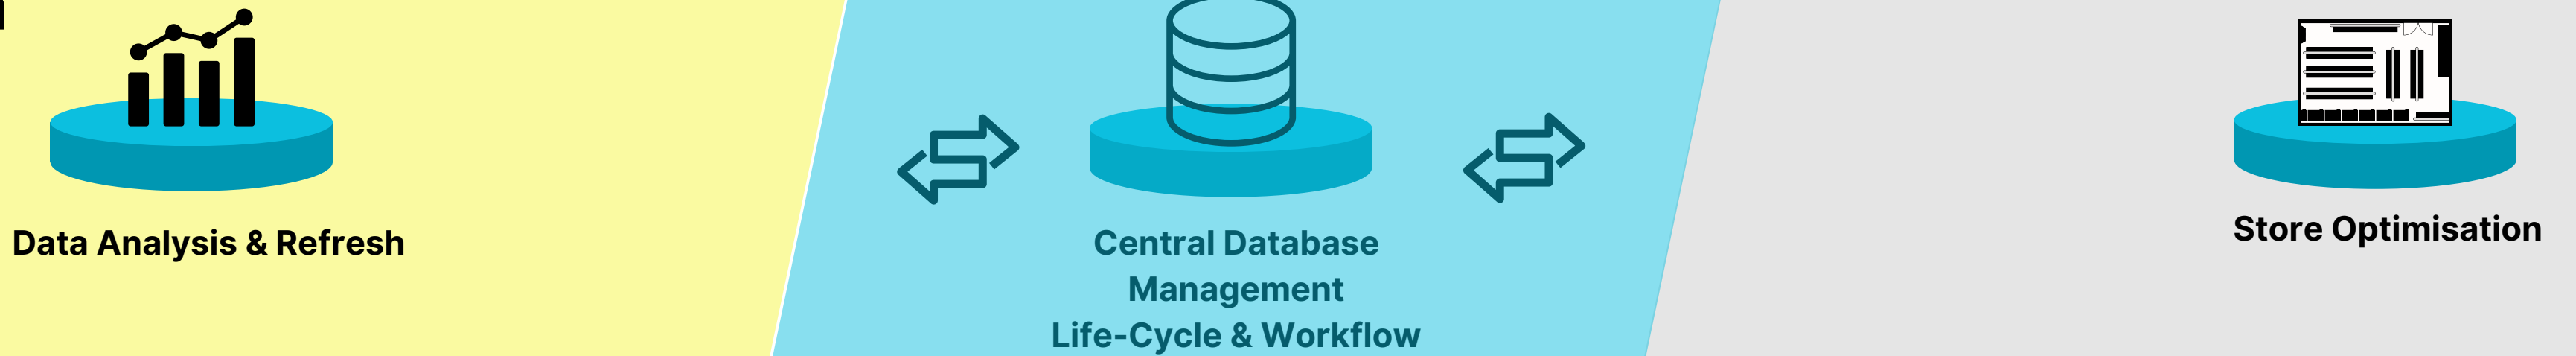 Data Analysis & Refresh
Central Database
Management
Life-Cycle & Workflow
Store Optimisation